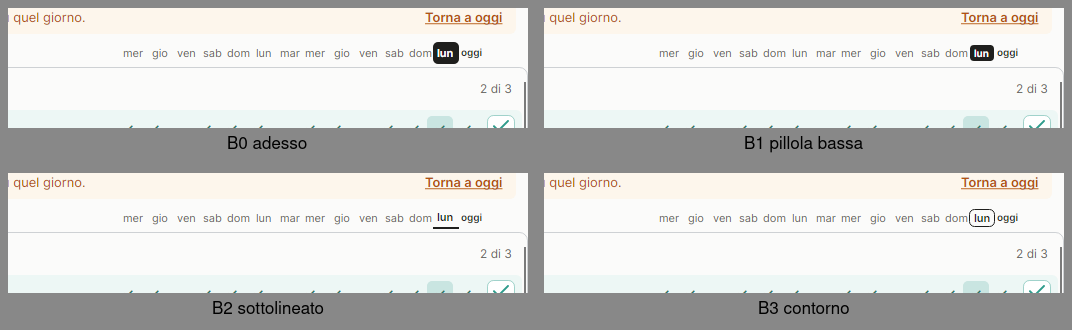 quel giorno. Torna a oggi
mer gio ven sab dom lun mar mer gio ven sab dom lun oggi
2 di 3
B0 adesso
quel giorno. Torna a oggi
mer gio ven sab dom lun mar mer gio ven sab dom lun oggi
2 di 3
B1 pillola bassa
quel giorno. Torna a oggi
mer gio ven sab dom lun mar mer gio ven sab dom lun oggi
2 di 3
B2 sottolineato
quel giorno. Torna a oggi
mer gio ven sab dom lun mar mer gio ven sab dom lun oggi
2 di 3
B3 contorno